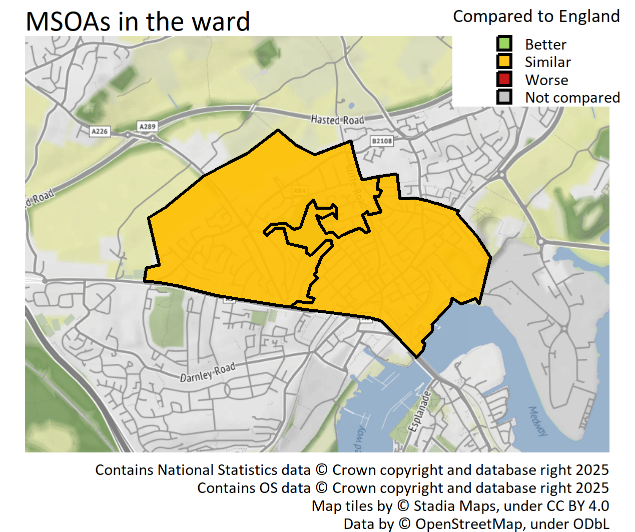 MSOAs in the ward
Compared to England
Better
Similar
Worse
Not compared
Hasted Road
A289
A226
B2108
d Road
Darnley Road
Esplanade
Medway
dway
Contains National Statistics data © Crown copyright and database right 2025
Contains OS data © Crown copyright and database right 2025
Map tiles by © Stadia Maps, under CC BY 4.0
Data by © OpenStreetMap, under ODbL